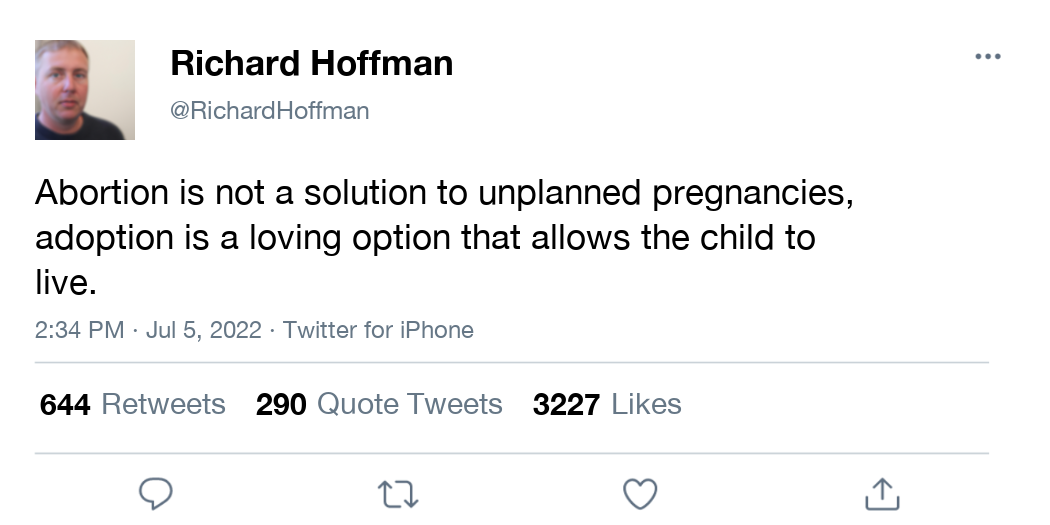 Richard Hoffman
@RichardHoffman
Abortion is not a solution to unplanned pregnancies,
adoption is a loving option that allows the child to
live.
2:34 PM · Jul 5, 2022 · Twitter for iPhone
644 Retweets 290 Quote Tweets 3227 Likes